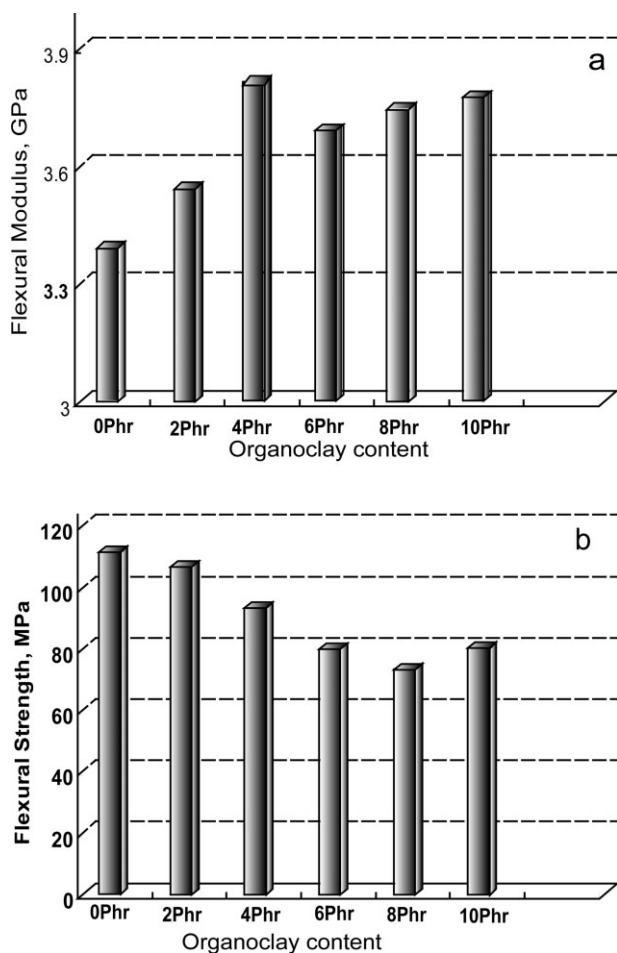 a
Flexural Modulus, GPa
3.9
3.6
3.3
3
0Phr 2Phr 4Phr 6Phr 8Phr 10Phr
Organoclay content
b
Flexural Strength, MPa
120
100
80
60
40
20
0
0Phr 2Phr 4Phr 6Phr 8Phr 10Phr
Organoclay content